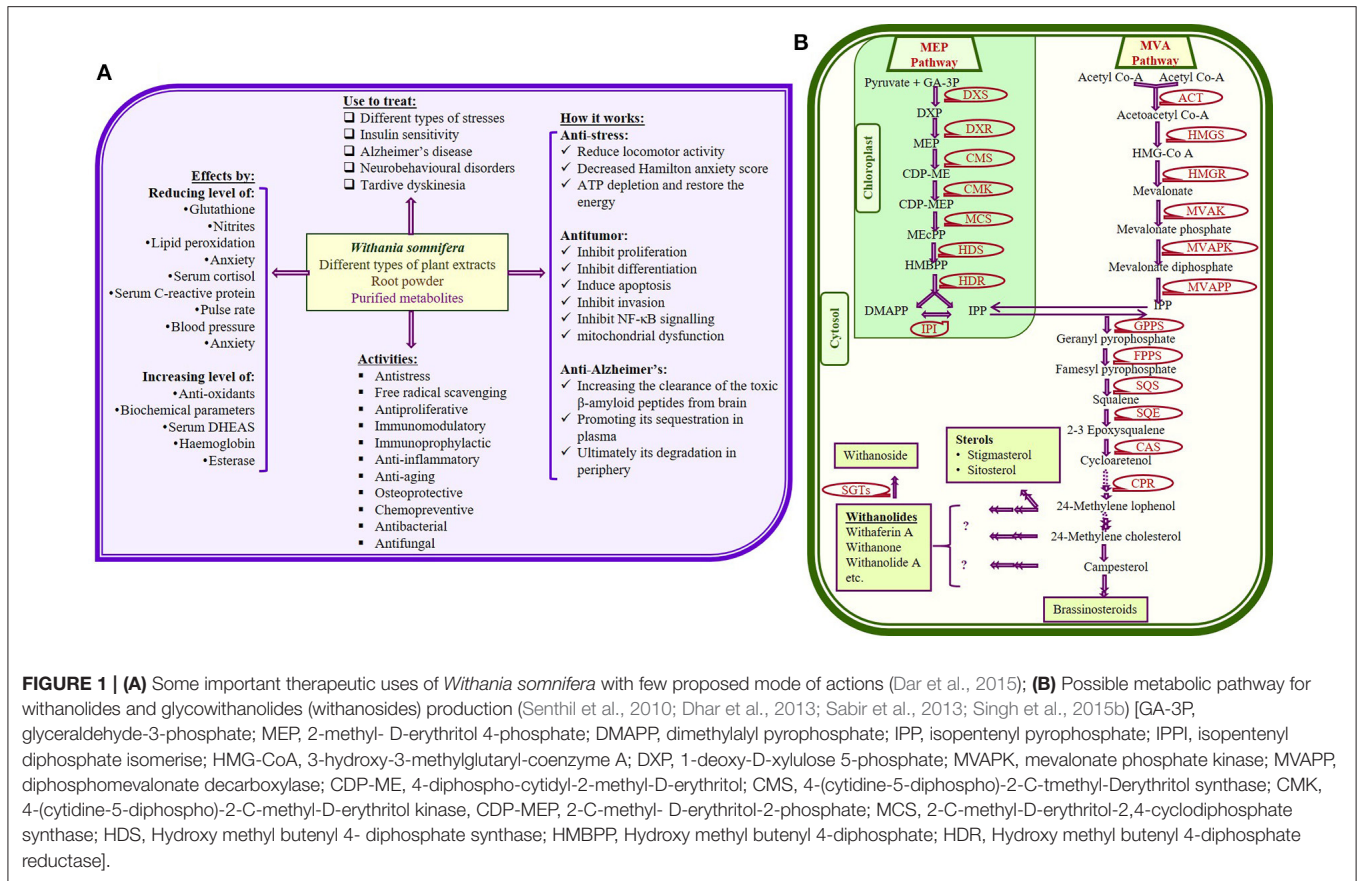 A
Use to treat:
❑ Different types of stresses
❑ Insulin sensitivity
❑ Alzheimer's disease
❑ Neurobehavioural disorders
❑ Tardive dyskinesia
Effects by:
Reducing level of:
•Glutathione
•Nitrites
•Lipid peroxidation
•Anxiety
•Serum cortisol
•Serum C-reactive protein
•Pulse rate
•Blood pressure
•Anxiety
Increasing level of:
•Anti-oxidants
•Biochemical parameters
•Serum DHEAS
•Haemoglobin
•Esterase
Withania somnifera
Different types of plant extracts
Root powder
Purified metabolites
Activities:
▪ Antistress
▪ Free radical scavenging
▪ Antiproliferative
▪ Immunomodulatory
▪ Immunoprophylactic
▪ Anti-inflammatory
▪ Anti-aging
▪ Osteoprotective
▪ Chemopreventive
▪ Antibacterial
▪ Antifungal
How it works:
Anti-stress:
✓ Reduce locomotor activity
✓ Decreased Hamilton anxiety score
✓ ATP depletion and restore the
energy
Antitumor:
✓ Inhibit proliferation
✓ Inhibit differentiation
✓ Induce apoptosis
✓ Inhibit invasion
✓ Inhibit NF-κB signalling
✓ mitochondrial dysfunction
Anti-Alzheimer's:
✓ Increasing the clearance of the toxic
β-amyloid peptides from brain
✓ Promoting its sequestration in
plasma
✓ Ultimately its degradation in
periphery
B
MEP
Pathway
Pyruvate + GA-3P
DXS
DXP
DXR
MEP
CMS
CDP-ME
CMK
CDP-MEP
MCS
MEcPP
HDS
HMBPP
HDR
DMAPP
IPP
IPI
Chloroplast
Cytosol
MVA
Pathway
Acetyl Co-A Acetyl Co-A
ACT
Acetoacetyl Co-A
HMGS
HMG-Co A
HMGR
Mevalonate
MVAK
Mevalonate phosphate
MVAPK
Mevalonate diphosphate
MVAPP
IPP
GPPS
Geranyl pyrophosphate
FPPS
Famesyl pyrophosphate
SQS
Squalene
SQE
2-3 Epoxysqualene
CAS
Cycloaretenol
CPR
24-Methylene lophenol
24-Methylene cholesterol
Campesterol
Brassinosteroids
Sterols
• Stigmasterol
• Sitosterol
Withanoside
SGTs
Withanolides
Withaferin A
Withanone
Withanolide A
etc.
?
?
FIGURE 1 | (A) Some important therapeutic uses of Withania somnifera with few proposed mode of actions (Dar et al., 2015); (B) Possible metabolic pathway for
withanolides and glycowithanolides (withanosides) production (Senthil et al., 2010; Dhar et al., 2013; Sabir et al., 2013; Singh et al., 2015b) [GA-3P,
glyceraldehyde-3-phosphate; MEP, 2-methyl- D-erythritol 4-phosphate; DMAPP, dimethylalyl pyrophosphate; IPP, isopentenyl pyrophosphate; IPPI, isopentenyl
diphosphate isomerise; HMG-CoA, 3-hydroxy-3-methylglutaryl-coenzyme A; DXP, 1-deoxy-D-xylulose 5-phosphate; MVAPK, mevalonate phosphate kinase; MVAPP,
diphosphomevalonate decarboxylase; CDP-ME, 4-diphospho-cytidyl-2-methyl-D-erythritol; CMS, 4-(cytidine-5-diphospho)-2-C-tmethyl-Derythritol synthase; CMK,
4-(cytidine-5-diphospho)-2-C-methyl-D-erythritol kinase, CDP-MEP, 2-C-methyl- D-erythritol-2-phosphate; MCS, 2-C-methyl-D-erythritol-2,4-cyclodiphosphate
synthase; HDS, Hydroxy methyl butenyl 4- diphosphate synthase; HMBPP, Hydroxy methyl butenyl 4-diphosphate; HDR, Hydroxy methyl butenyl 4-diphosphate
reductase].